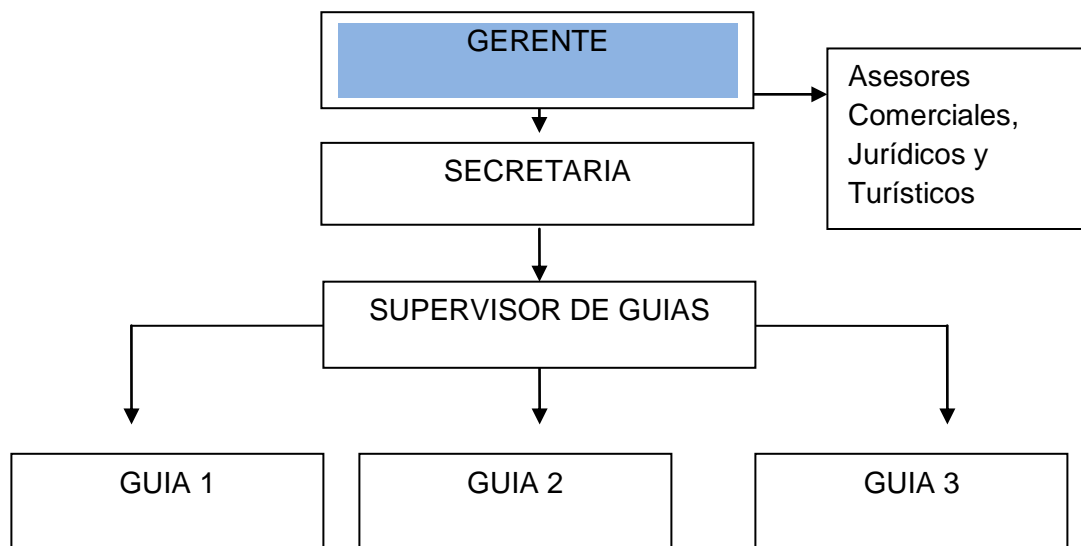 GERENTE
Asesores
Comerciales,
Jurídicos y
Turísticos
SECRETARIA
SUPERVISOR DE GUIAS
GUIA 1
GUIA 2
GUIA 3